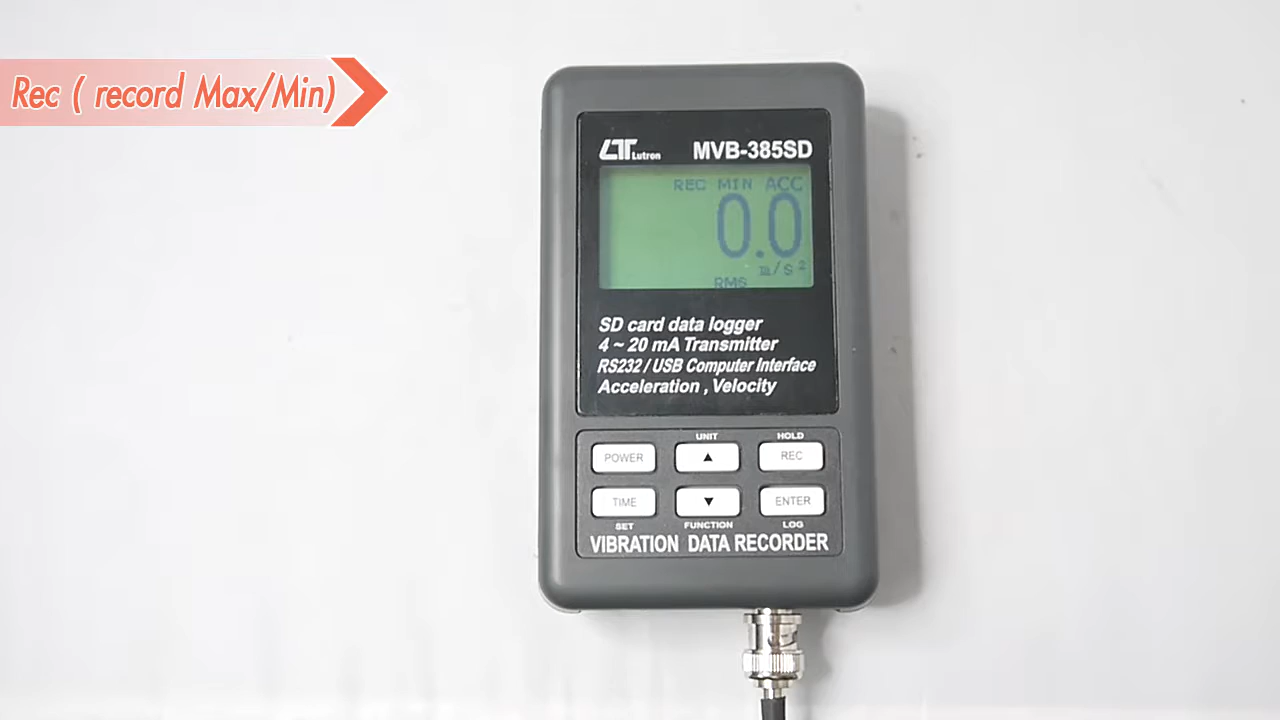 Rec ( record Max/Min)
LT Lutron MVB-385SD
REC MIN ACC
0.0
m/s²
RMS
SD card data logger
4 ~ 20 mA Transmitter
RS232 / USB Computer Interface
Acceleration , Velocity
UNIT HOLD
POWER ▲ REC
TIME ▼ ENTER
SET FUNCTION LOG
VIBRATION DATA RECORDER